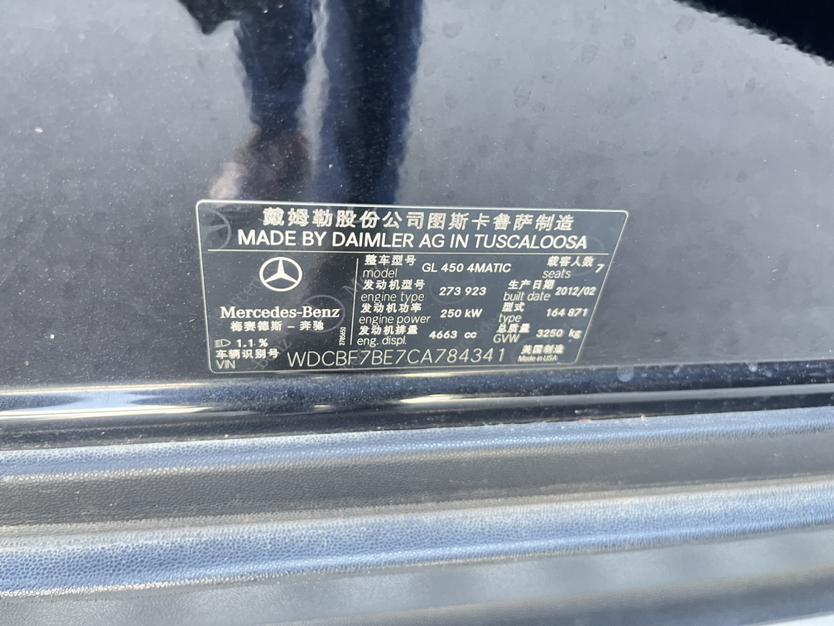 戴姆勒股份公司图斯卡鲁萨制造
MADE BY DAIMLER AG IN TUSCALOOSA
整车型号 model GL 450 4MATIC 载客人数 seats 7
发动机型号 engine type 273 923 生产日期 built date 2012/02
发动机功率 engine power 250 kW 型式 type 164 871
发动机排量 eng. displ. 4663 cc 总质量 GVW 3250 kg
Mercedes-Benz
梅赛德斯－奔驰
1.1 %
车辆识别号 VIN WDCBF7BE7CA784341
美国制造
Made in USA